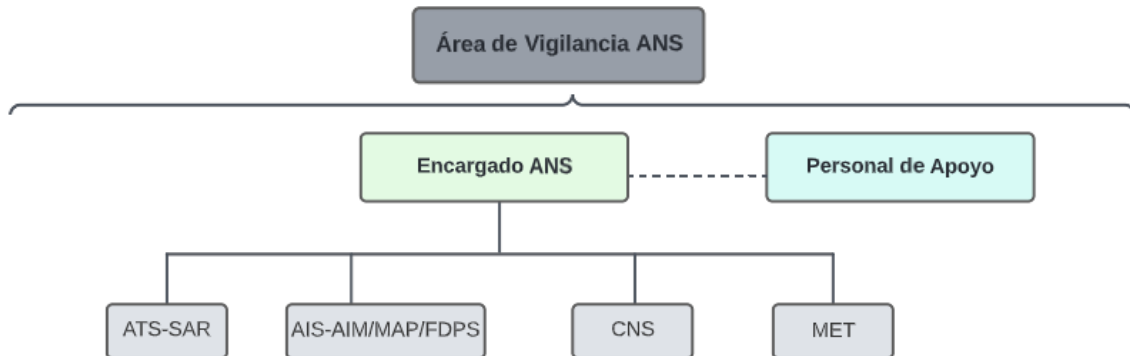 Área de Vigilancia ANS
Encargado ANS
Personal de Apoyo
ATS-SAR
AIS-AIM/MAP/FDPS
CNS
MET